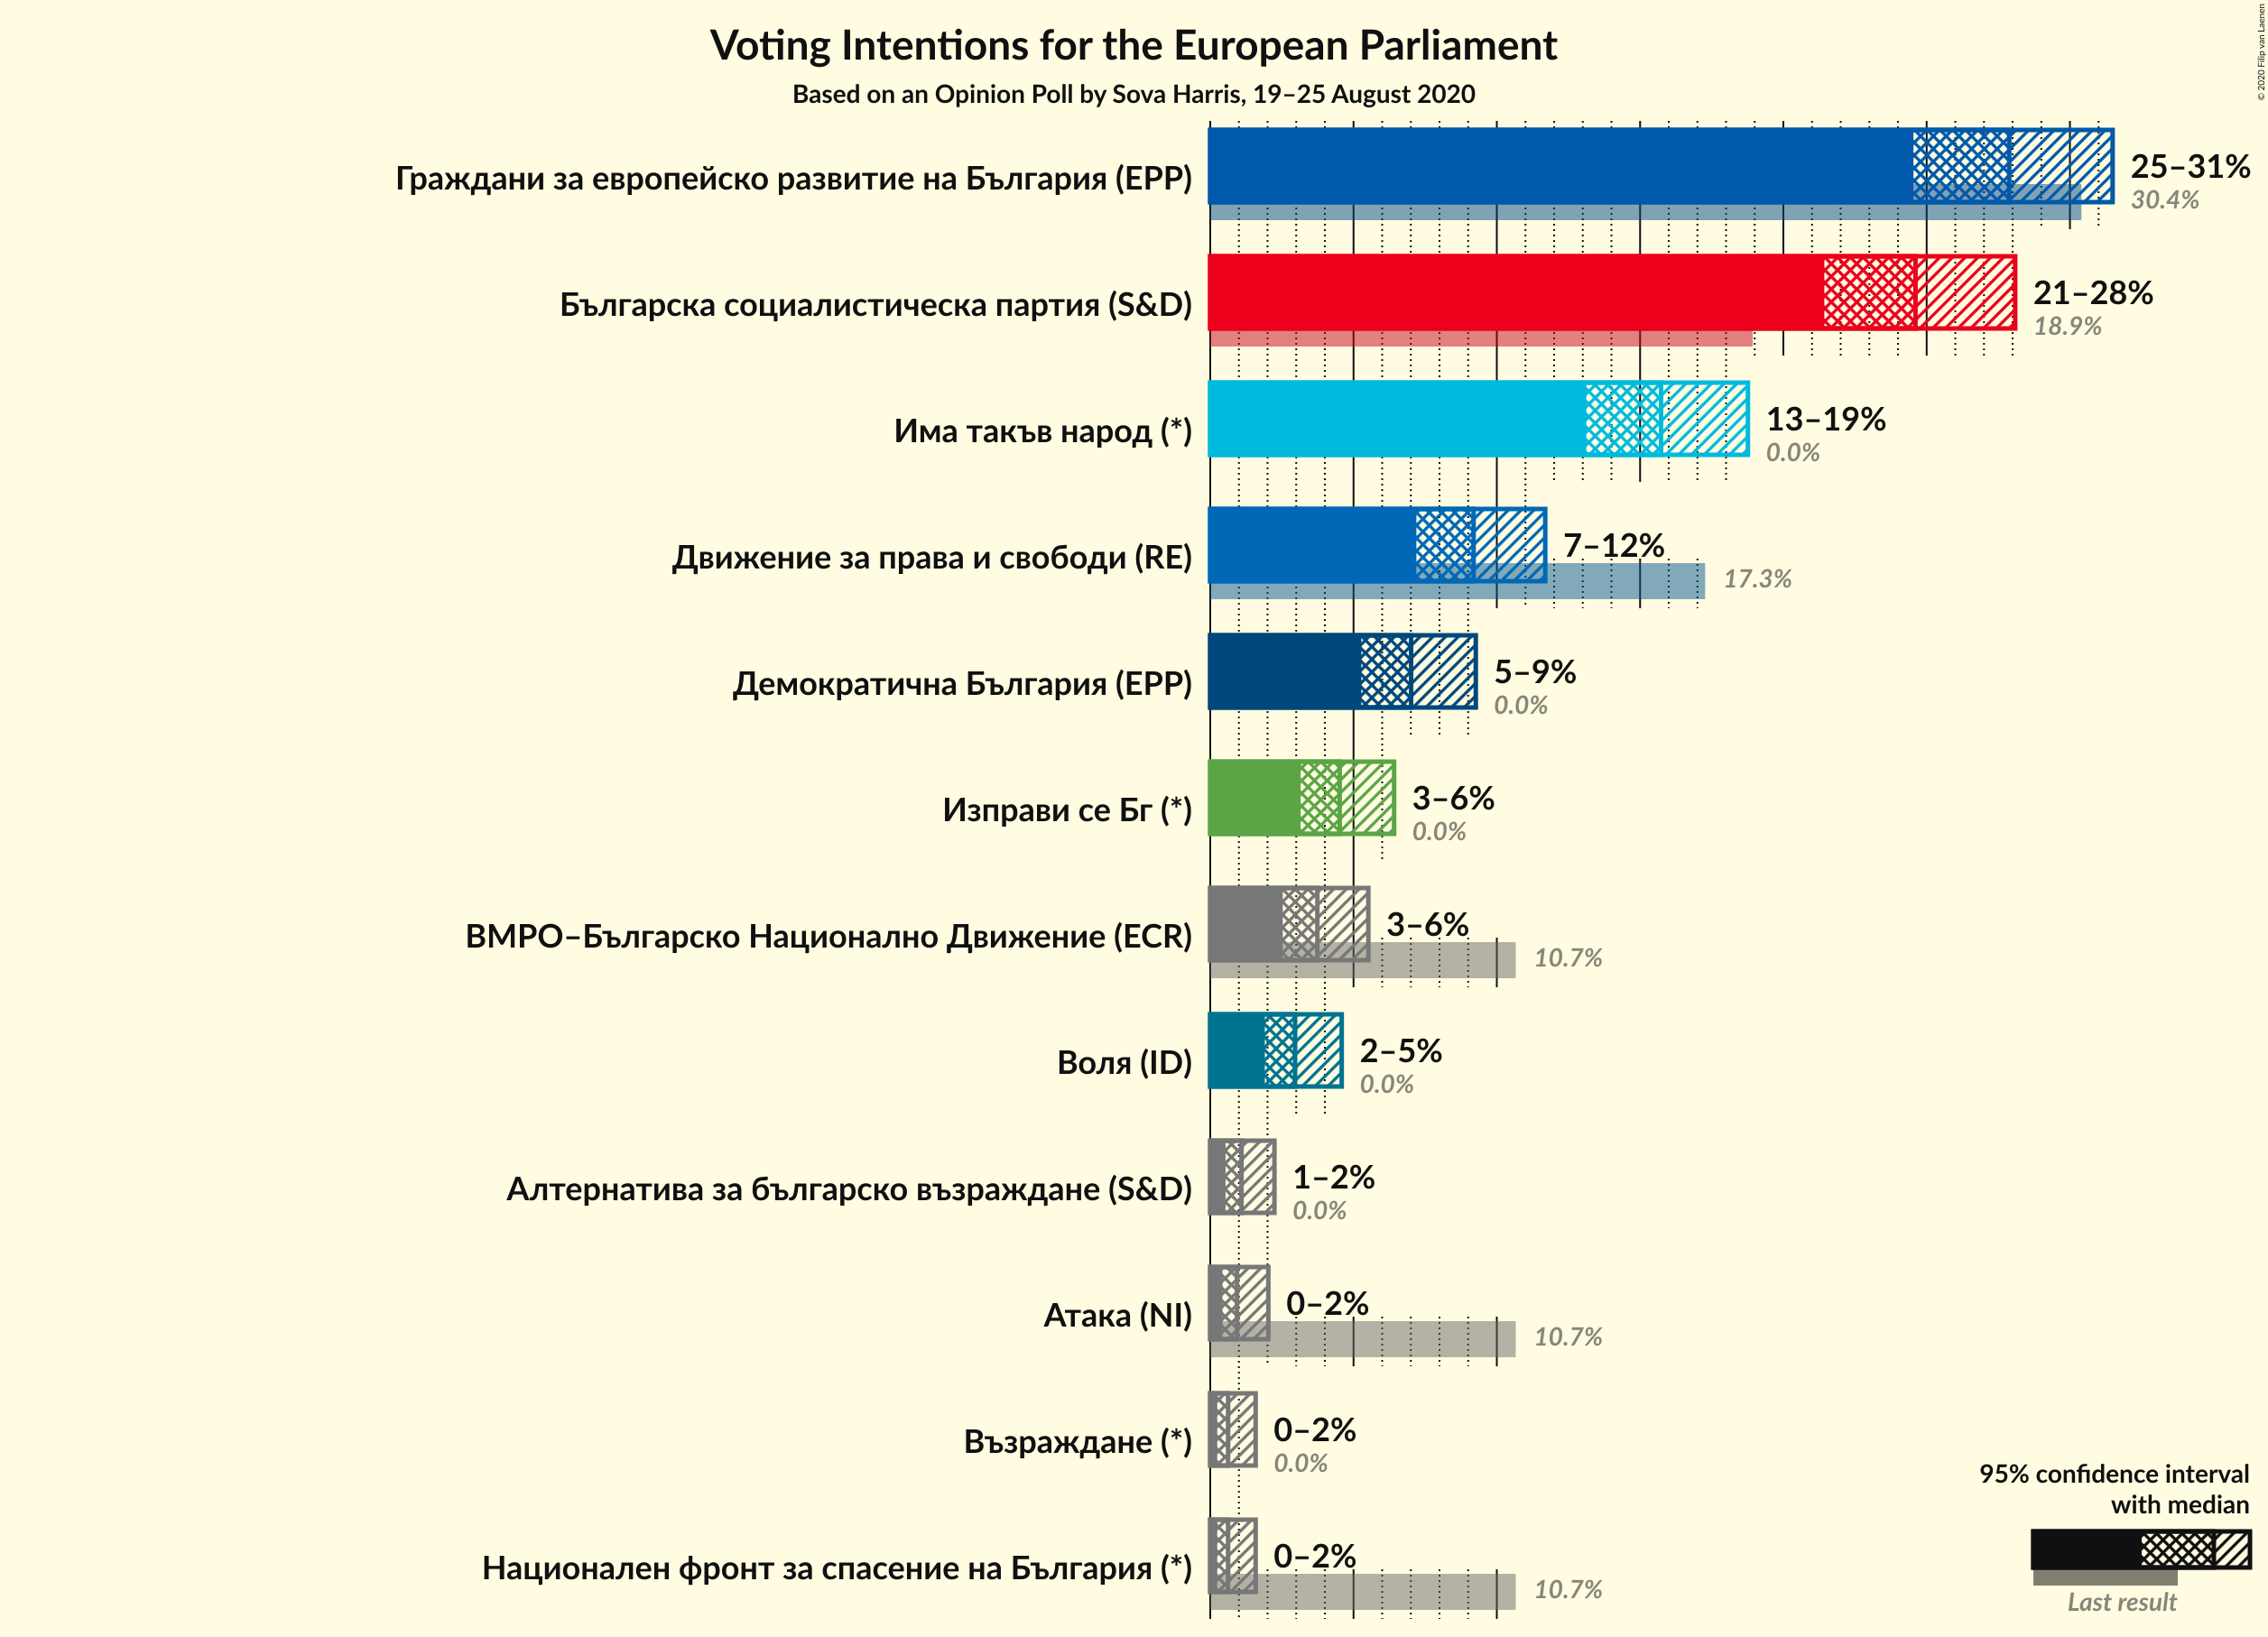 Voting Intentions for the European Parliament
Based on an Opinion Poll by Sova Harris, 19–25 August 2020
© 2020 Filip van Laenen
Граждани за европейско развитие на България (EPP)
25–31%
30.4%
Българска социалистическа партия (S&D)
21–28%
18.9%
Има такъв народ (*)
13–19%
0.0%
Движение за права и свободи (RE)
7–12%
17.3%
Демократична България (EPP)
5–9%
0.0%
Изправи се Бг (*)
3–6%
0.0%
ВМРО–Българско Национално Движение (ECR)
3–6%
10.7%
Воля (ID)
2–5%
0.0%
Алтернатива за българско възраждане (S&D)
1–2%
0.0%
Атака (NI)
0–2%
10.7%
Възраждане (*)
0–2%
0.0%
Национален фронт за спасение на България (*)
0–2%
10.7%
95% confidence interval
with median
Last result